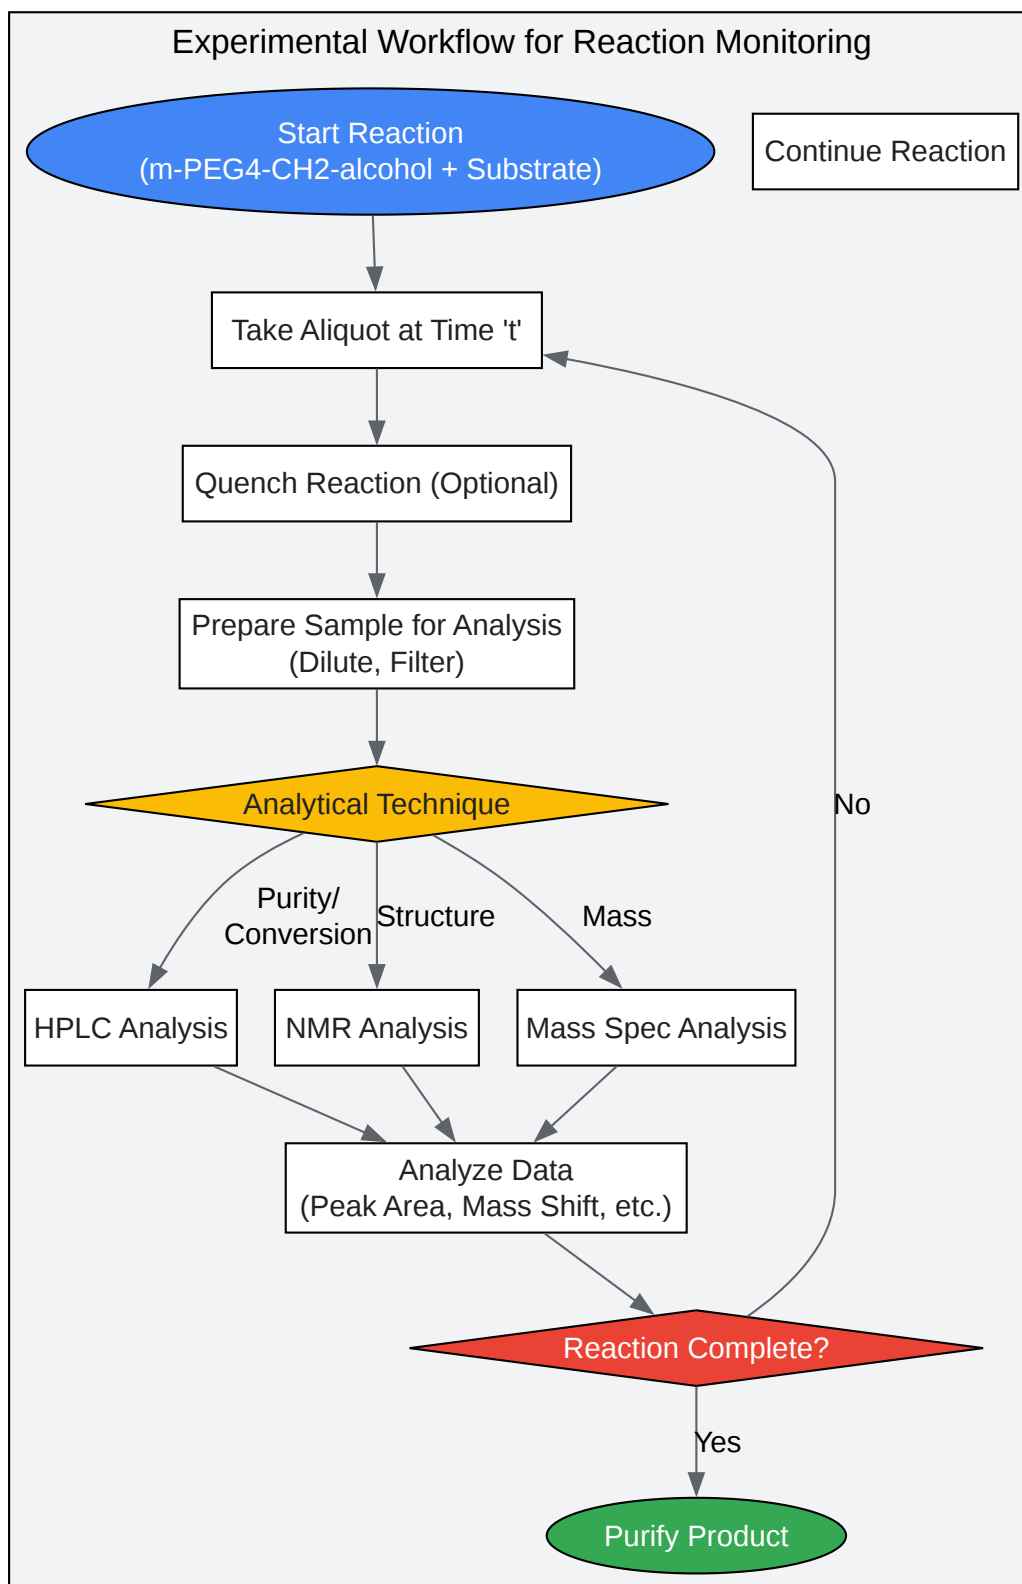 Experimental Workflow for Reaction Monitoring
Start Reaction
(m-PEG4-CH2-alcohol + Substrate)
Continue Reaction
Take Aliquot at Time 't'
Quench Reaction (Optional)
Prepare Sample for Analysis
(Dilute, Filter)
Analytical Technique
No
Purity/
Conversion
Structure
Mass
HPLC Analysis
NMR Analysis
Mass Spec Analysis
Analyze Data
(Peak Area, Mass Shift, etc.)
Reaction Complete?
Yes
Purify Product